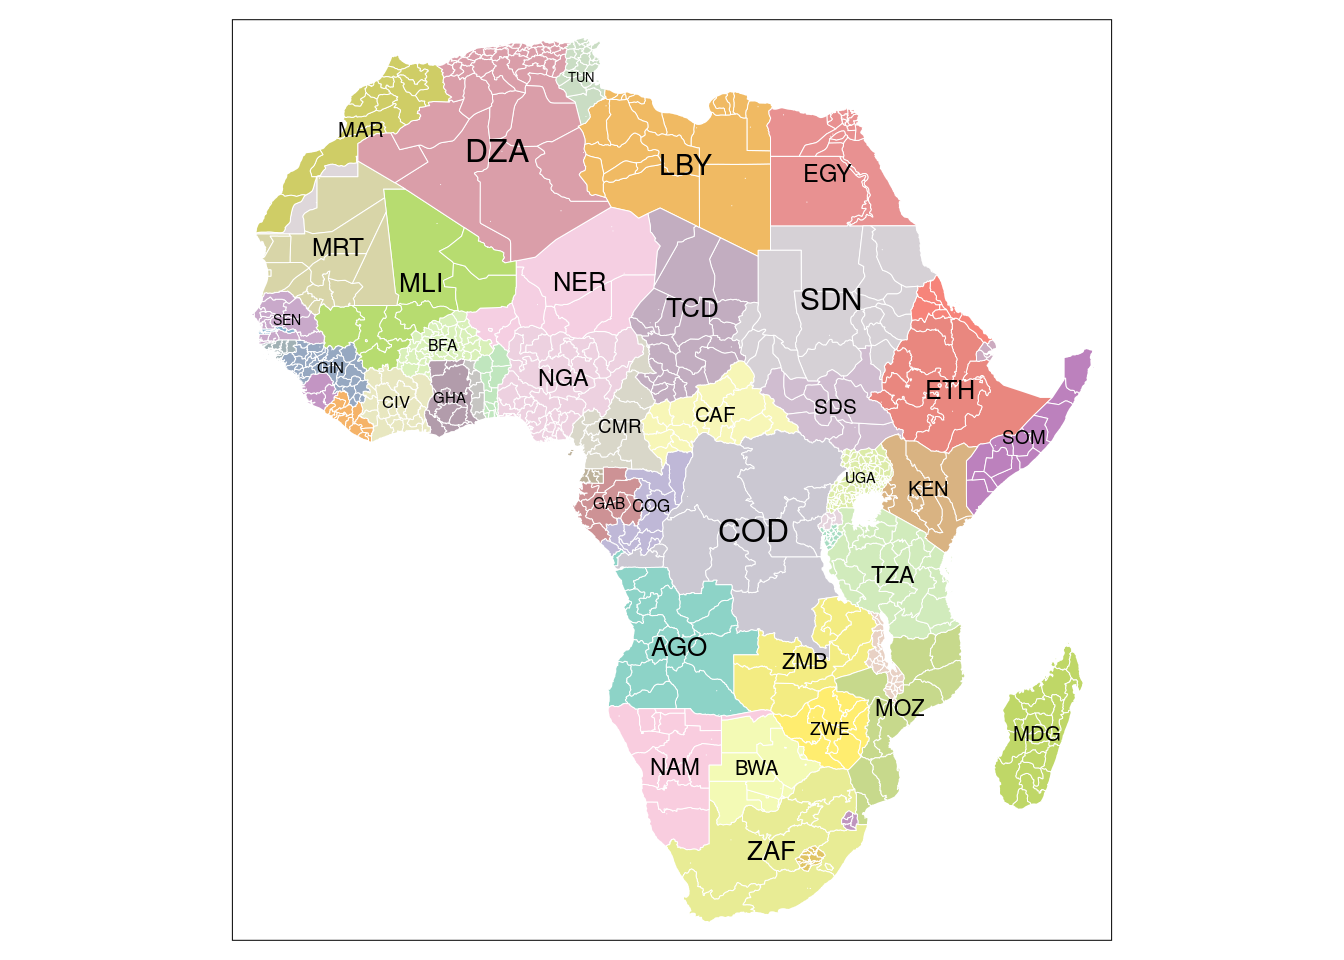 TUN
MAR
DZA
LBY
EGY
MRT
MLI
NER
TCD
SDN
SEN
BFA
GIN
NGA
ETH
CIV
GHA
CAF
SDS
CMR
SOM
UGA
KEN
GAB
COG
COD
TZA
AGO
ZMB
MOZ
ZWE
MDG
NAM
BWA
ZAF